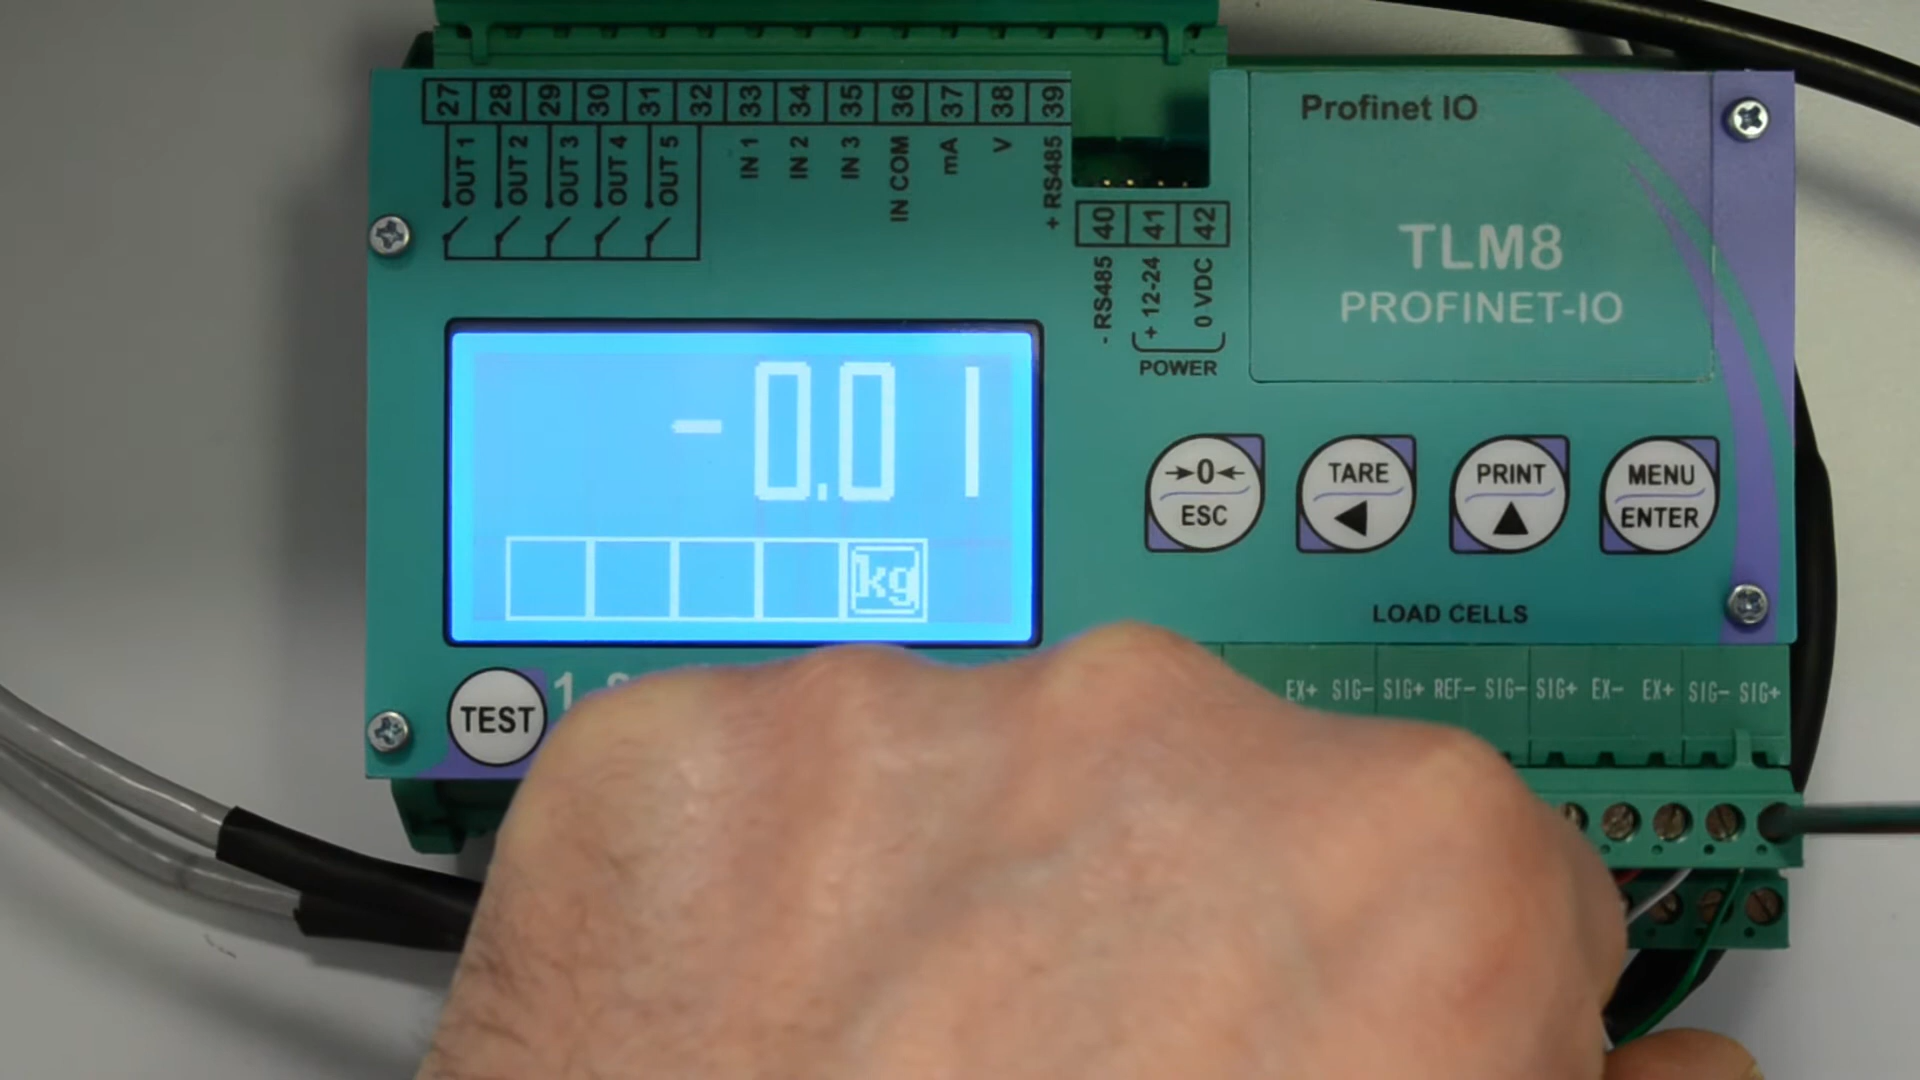 27 28 29 30 31 32 33 34 35 36 37 38 39
OUT 1 OUT 2 OUT 3 OUT 4 OUT 5 IN 1 IN 2 IN 3 IN COM mA V + RS485
40 41 42
- RS485 + 12-24 0 VDC
POWER
Profinet IO
TLM8
PROFINET-IO
-0.01
kg
→0← TARE PRINT MENU
ESC ENTER
LOAD CELLS
TEST 1
EX+ SIG- SIG+ REF- SIG- SIG+ EX- EX+ SIG- SIG+